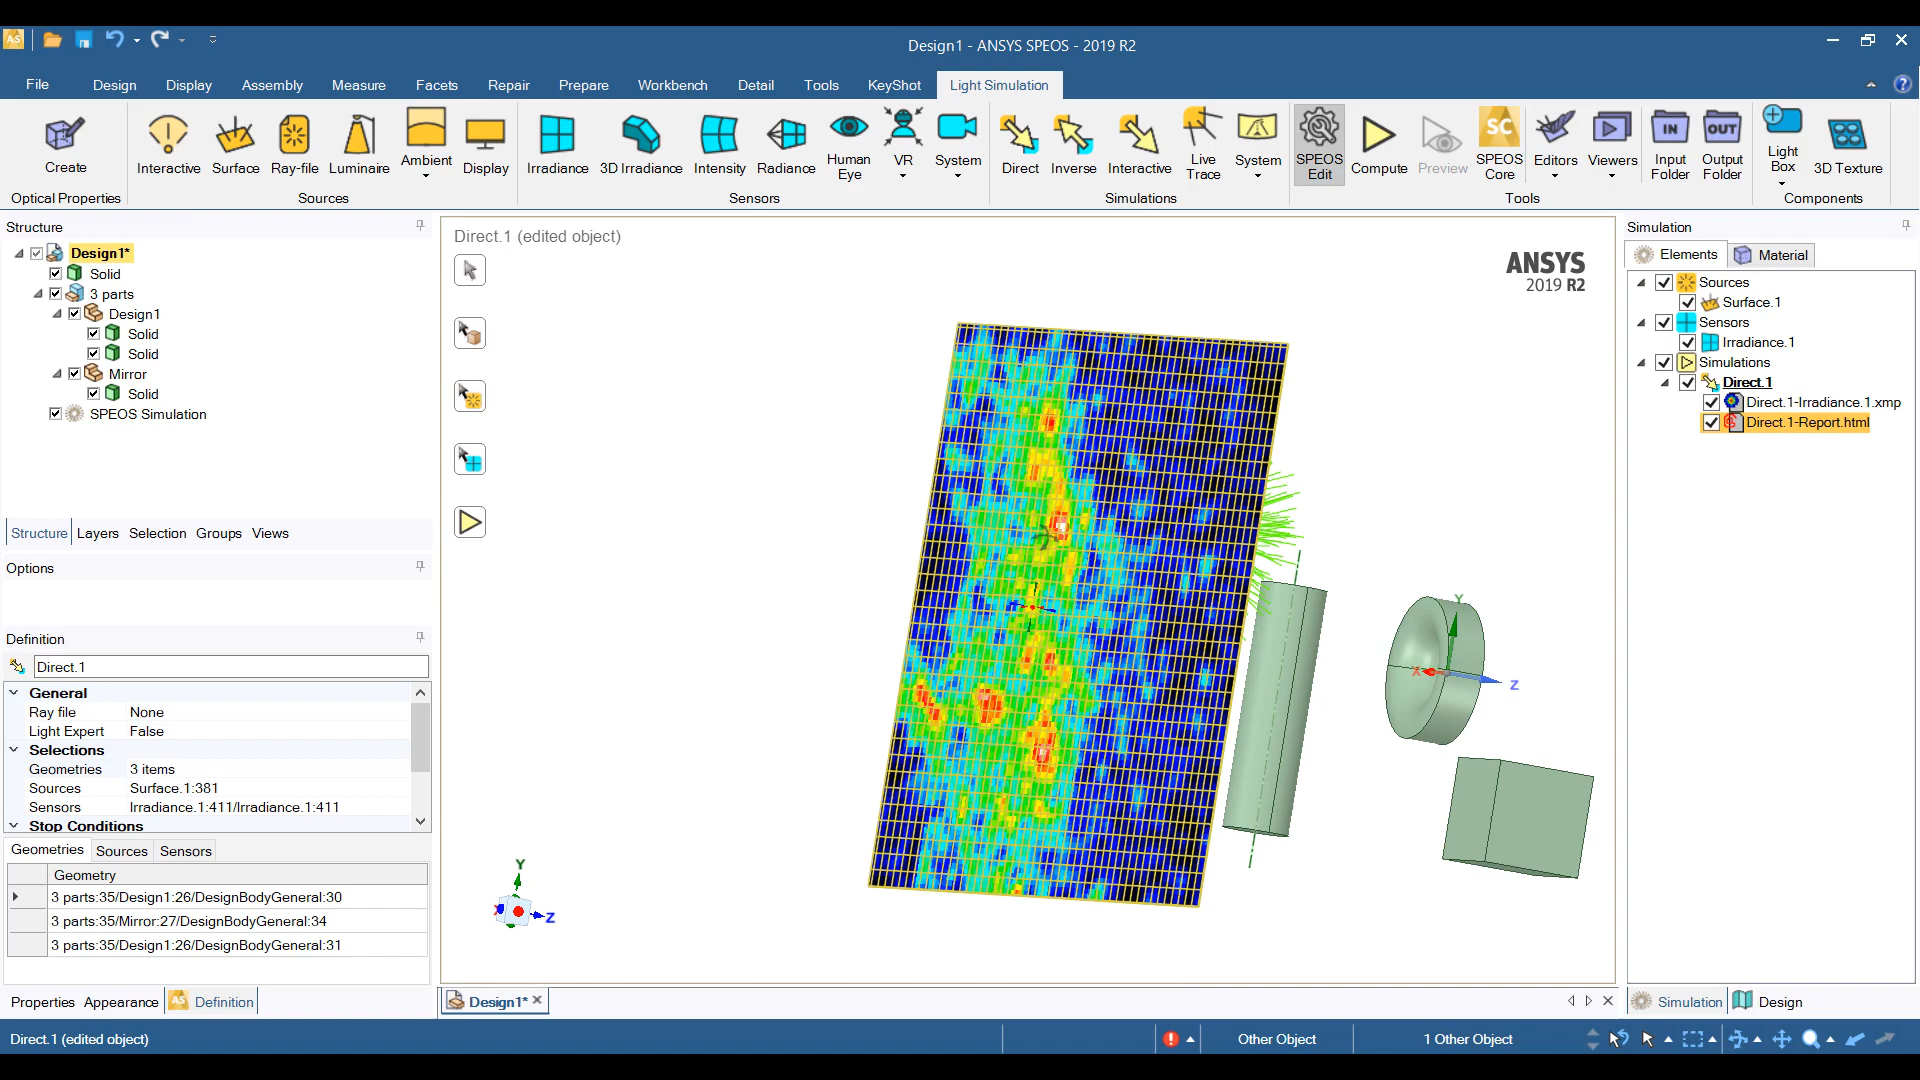 AS
Design1 - ANSYS SPEOS - 2019 R2
File Design Display Assembly Measure Facets Repair Prepare Workbench Detail Tools KeyShot Light Simulation
Create
Interactive Surface Ray-file Luminaire Ambient Display
Irradiance 3D Irradiance Intensity Radiance Human Eye VR System
Direct Inverse Interactive Live Trace System
SPEOS Edit Compute Preview SC SPEOS Core Editors Viewers IN Input Folder OUT Output Folder
Light Box 3D Texture
Optical Properties Sources Sensors Simulations Tools Components
Structure
Design1*
Solid
3 parts
Design1
Solid
Solid
Mirror
Solid
SPEOS Simulation
Structure Layers Selection Groups Views
Options
Definition
Direct.1
General
Ray file None
Light Expert False
Selections
Geometries 3 items
Sources Surface.1:381
Sensors Irradiance.1:411/Irradiance.1:411
Stop Conditions
Geometries Sources Sensors
Geometry
3 parts:35/Design1:26/DesignBodyGeneral:30
3 parts:35/Mirror:27/DesignBodyGeneral:34
3 parts:35/Design1:26/DesignBodyGeneral:31
Properties Appearance AS Definition
Direct.1 (edited object)
ANSYS
2019 R2
Y
X
Z
Y
X
Z
Design1*
Simulation
Elements Material
Sources
Surface.1
Sensors
Irradiance.1
Simulations
Direct.1
Direct.1-Irradiance.1.xmp
Direct.1-Report.html
Simulation Design
Direct.1 (edited object) Other Object 1 Other Object